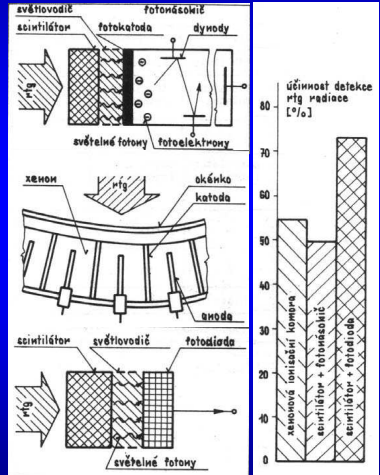 světlovodič
fotonásobič
scintilátor
fotokatoda
dynody
rtg
světelné fotony
fotoelektrony
xenon
rtg
okénko
katoda
anoda
scintilátor
světlovodič
fotodioda
rtg
světelné fotony
účinnost detekce
rtg radiace
[%]
80
70
60
50
40
30
20
10
0
xenonová ionisační komora
scintilátor + fotonásobič
scintilátor + fotodioda